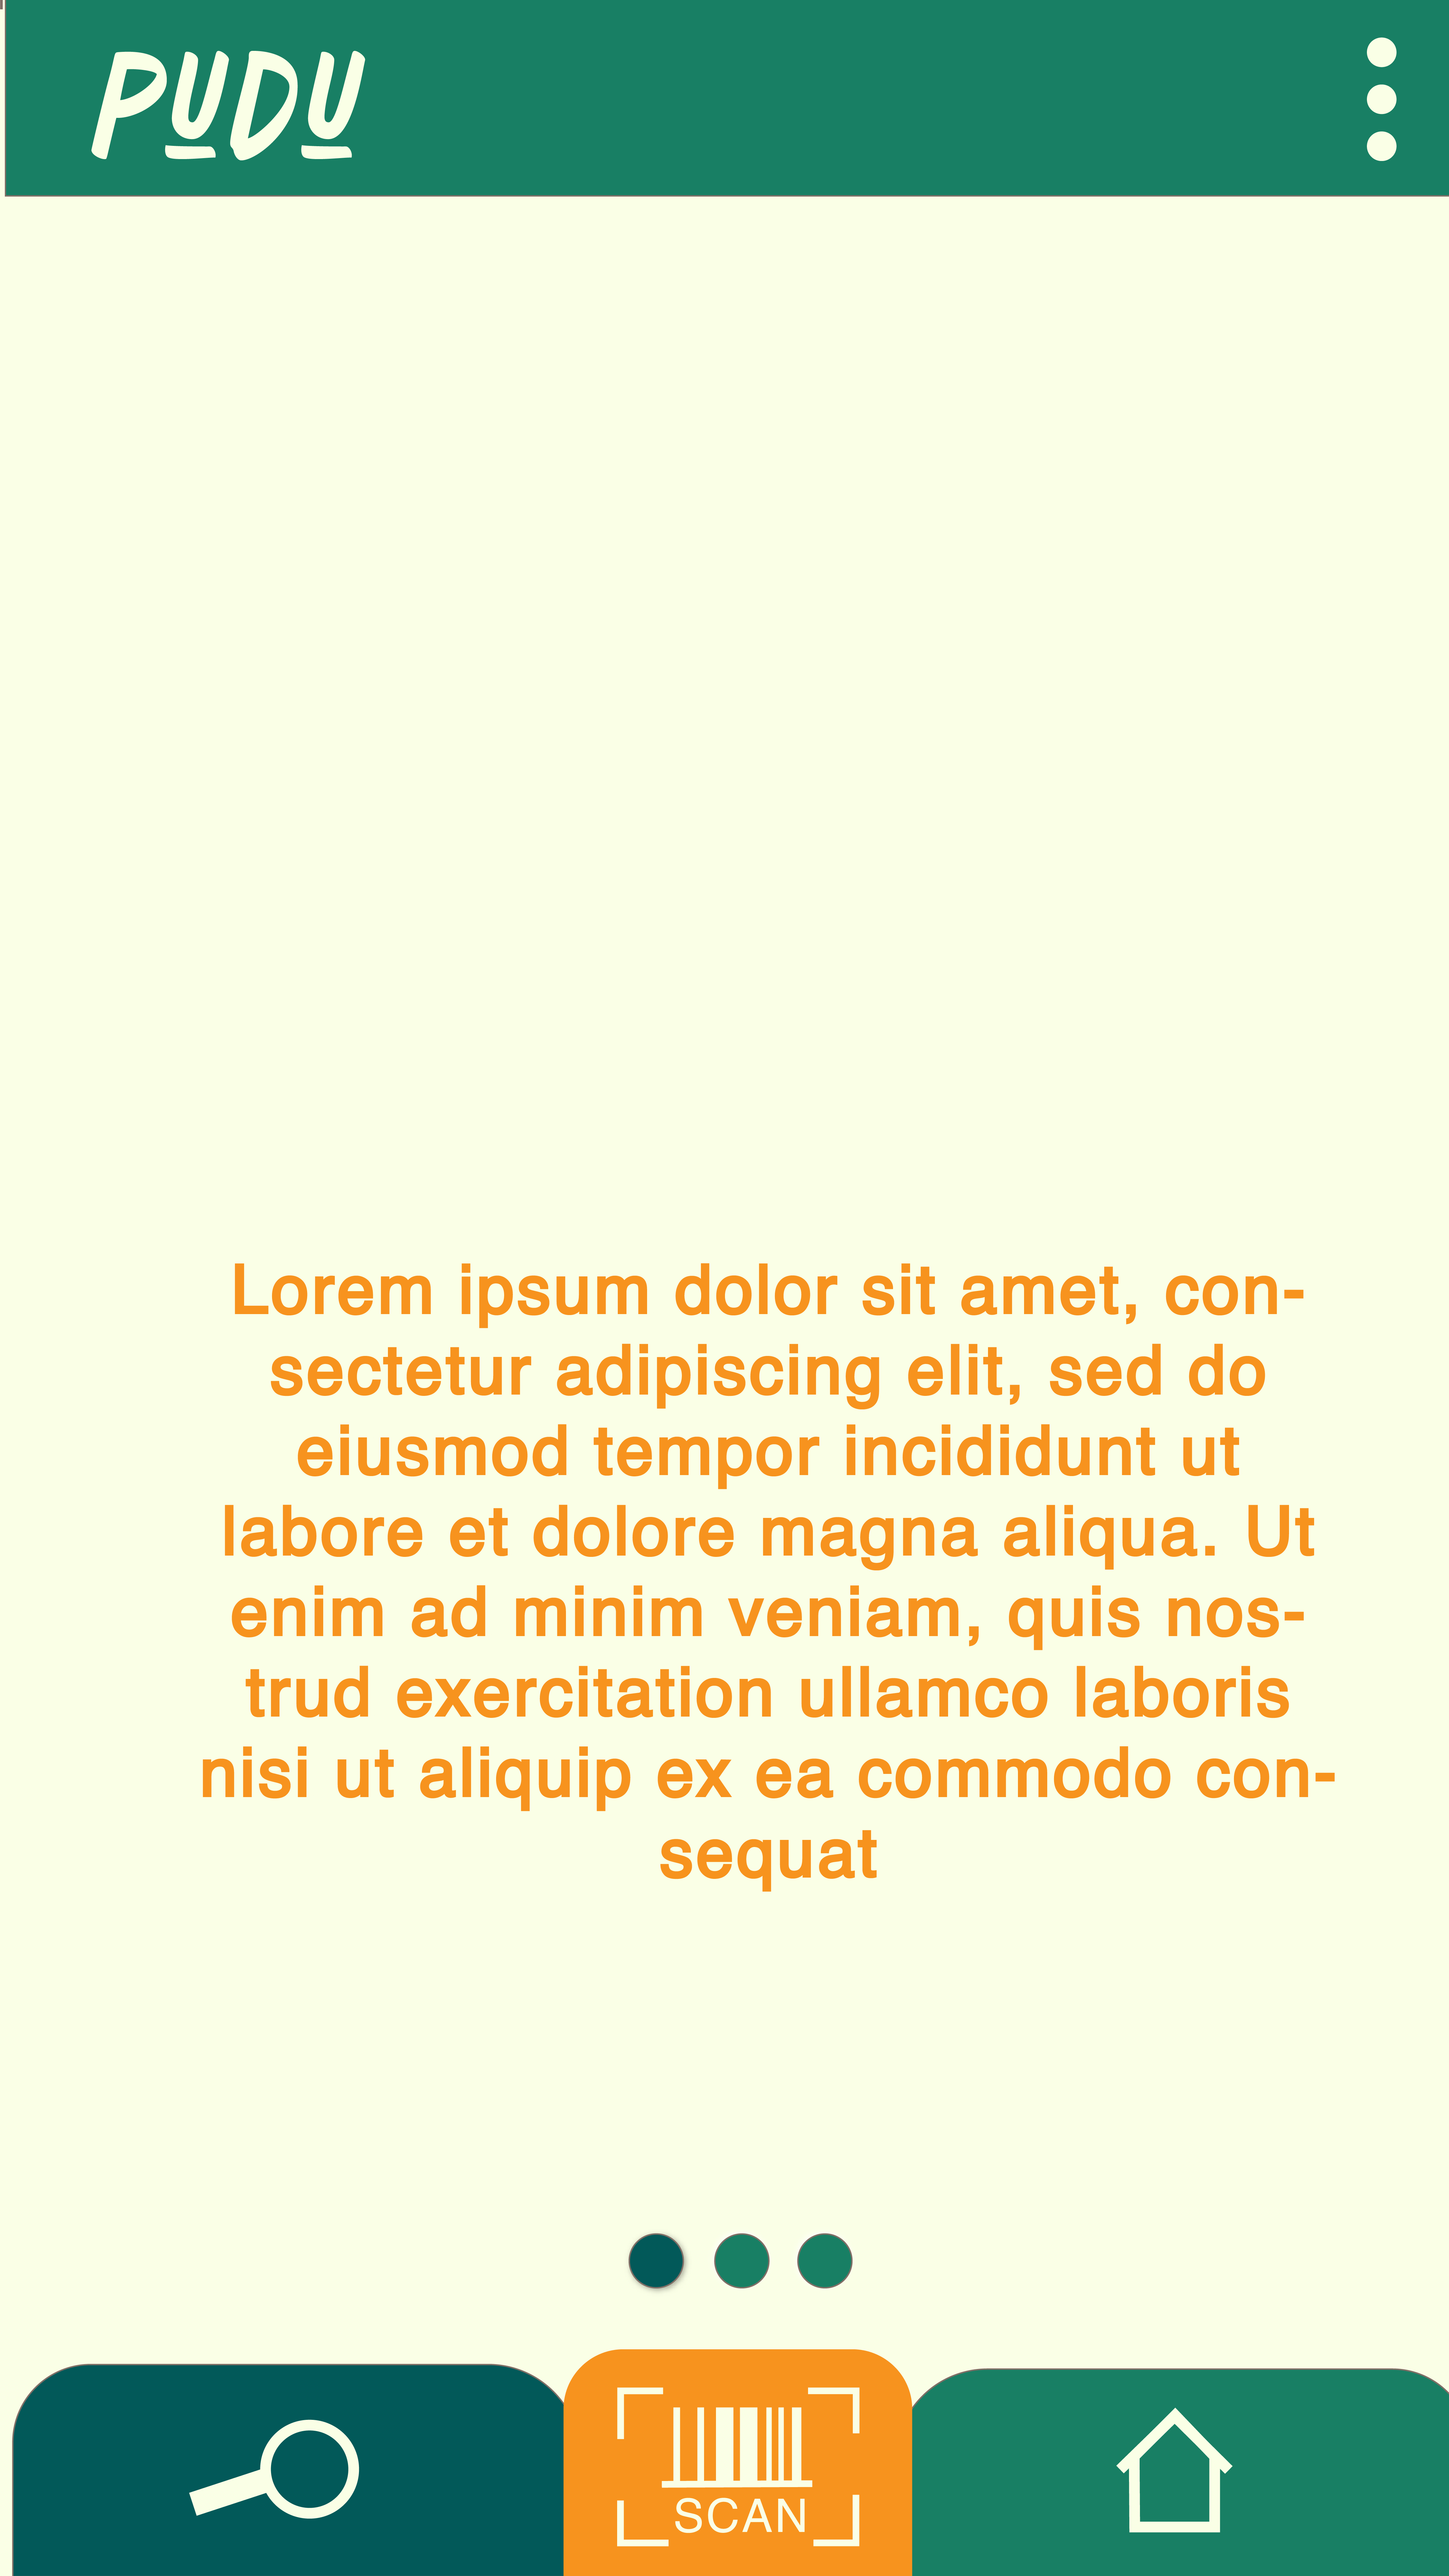 PUDU
Lorem ipsum dolor sit amet, con-
sectetur adipiscing elit, sed do
eiusmod tempor incididunt ut
labore et dolore magna aliqua. Ut
enim ad minim veniam, quis nos-
trud exercitation ullamco laboris
nisi ut aliquip ex ea commodo con-
sequat
SCAN